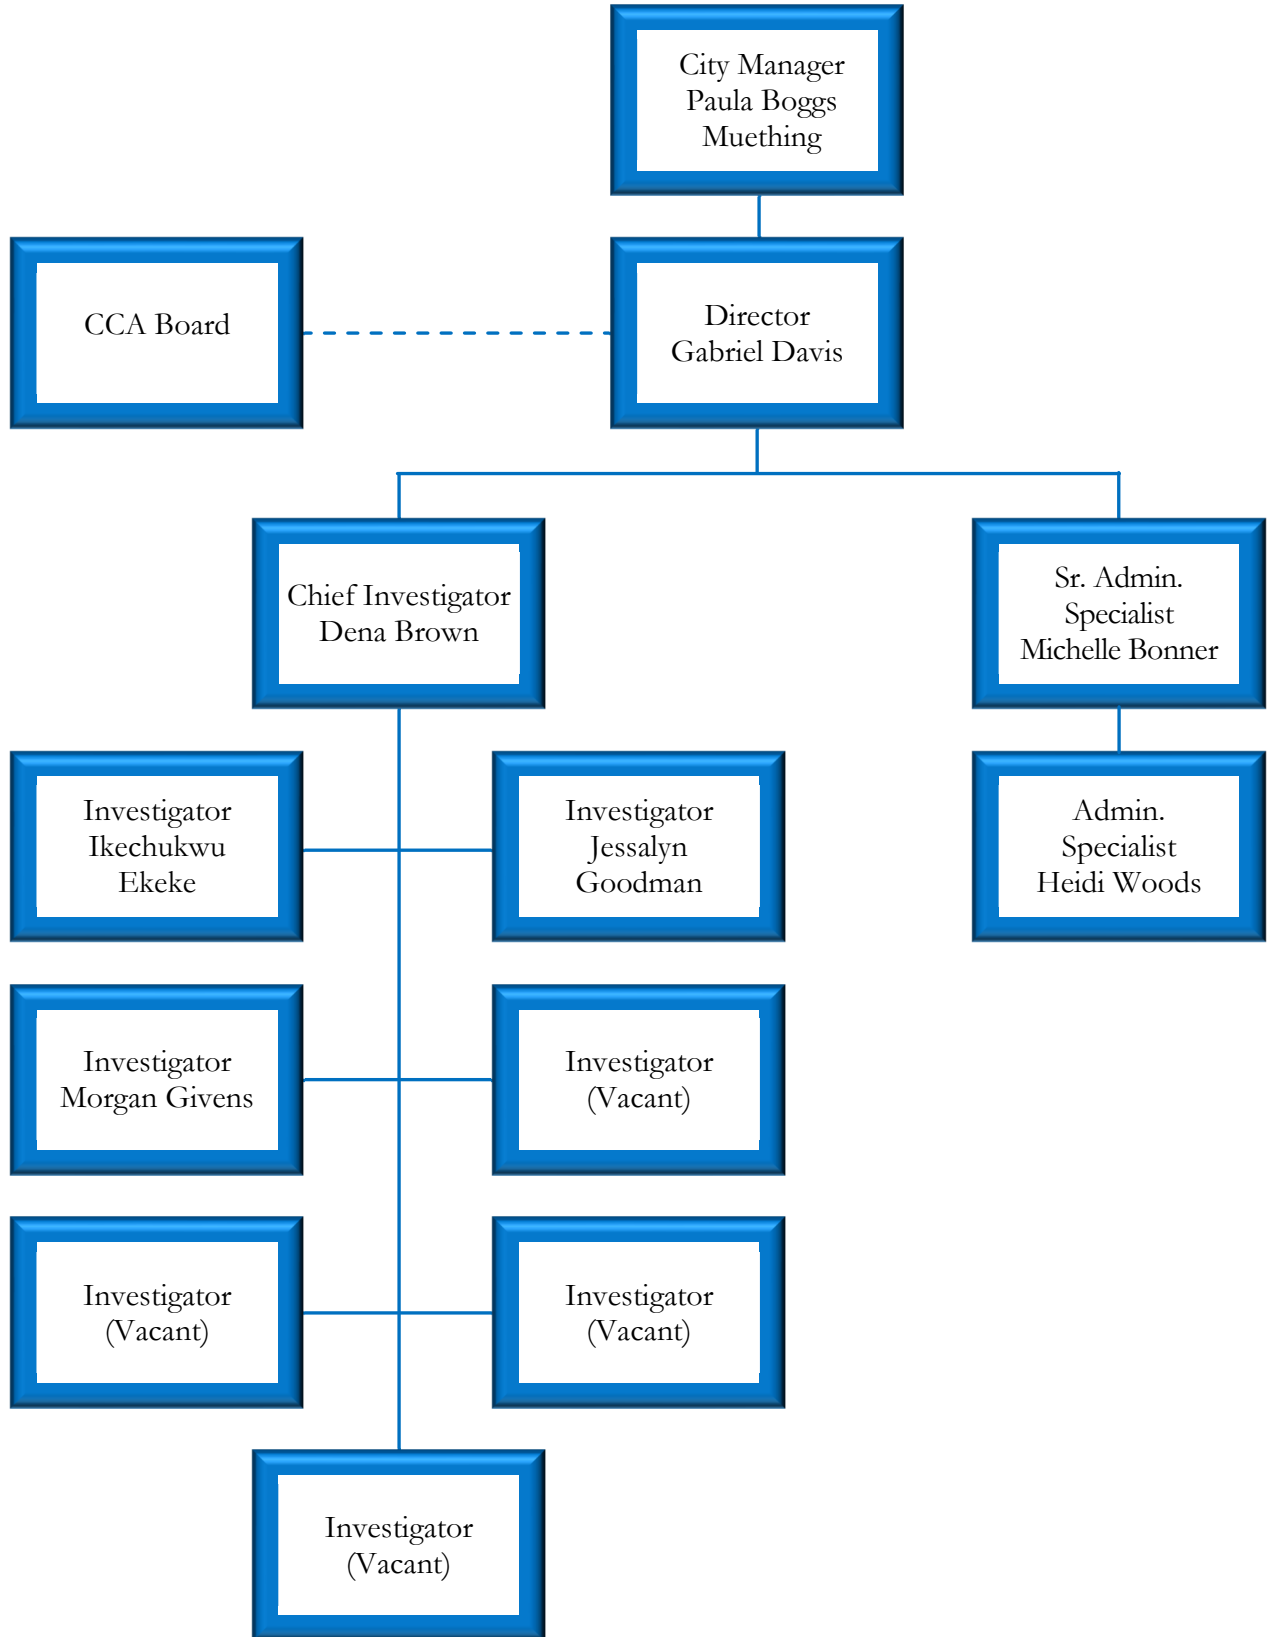 City Manager
Paula Boggs
Muething
CCA Board
Director
Gabriel Davis
Chief Investigator
Dena Brown
Sr. Admin.
Specialist
Michelle Bonner
Investigator
Ikechukwu
Ekeke
Investigator
Jessalyn
Goodman
Admin.
Specialist
Heidi Woods
Investigator
Morgan Givens
Investigator
(Vacant)
Investigator
(Vacant)
Investigator
(Vacant)
Investigator
(Vacant)